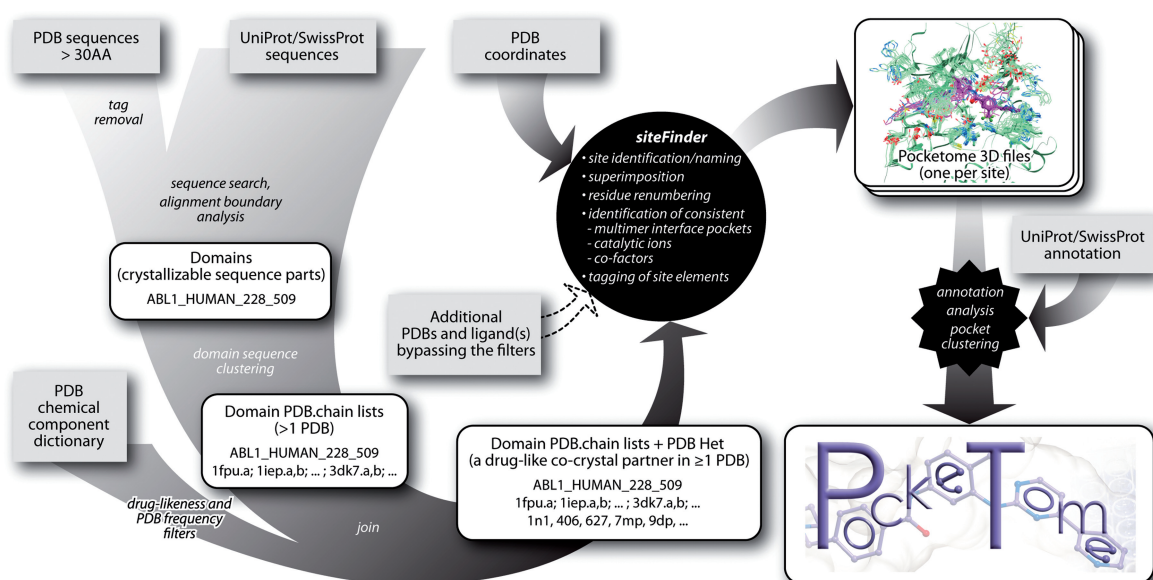 PDB sequences
> 30AA
UniProt/SwissProt
sequences
PDB
coordinates
tag
removal
sequence search,
alignment boundary
analysis
Domains
(crystallizable sequence parts)
ABL1_HUMAN_228_509
domain sequence
clustering
PDB
chemical
component
dictionary
Domain PDB.chain lists
(>1 PDB)
ABL1_HUMAN_228_509
1fpu.a; 1iep.a,b; ... ; 3dk7.a,b; ...
drug-likeness and
PDB frequency
filters
join
Domain PDB.chain lists + PDB Het
(a drug-like co-crystal partner in ≥1 PDB)
ABL1_HUMAN_228_509
1fpu.a; 1iep.a,b; ... ; 3dk7.a,b; ...
1n1, 406, 627, 7mp, 9dp, ...
Additional
PDBs and ligand(s)
bypassing the filters
siteFinder
• site identification/naming
• superimposition
• residue renumbering
• identification of consistent
- multimer interface pockets
- catalytic ions
- co-factors
• tagging of site elements
Pocketome 3D files
(one per site)
UniProt/SwissProt
annotation
annotation
analysis
pocket
clustering
PockeTome